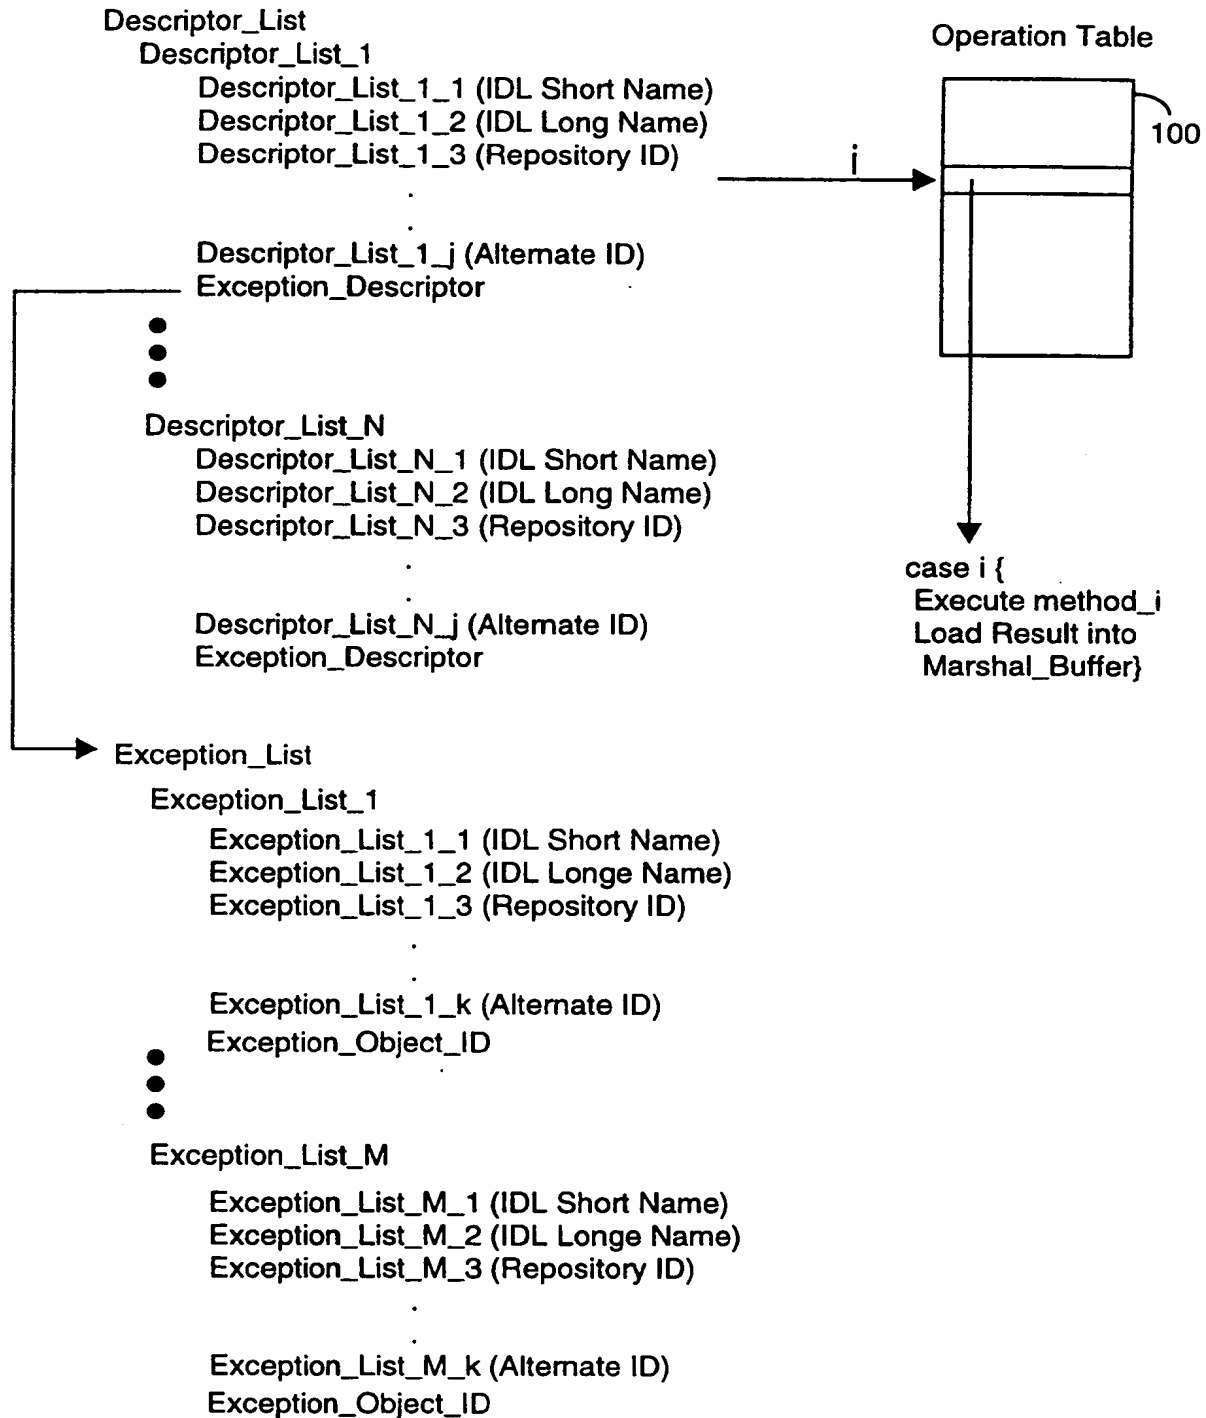 Descriptor_List
Descriptor_List_1
Descriptor_List_1_1 (IDL Short Name)
Descriptor_List_1_2 (IDL Long Name)
Descriptor_List_1_3 (Repository ID)
.
.
Descriptor_List_1_j (Alternate ID)
Exception_Descriptor
Descriptor_List_N
Descriptor_List_N_1 (IDL Short Name)
Descriptor_List_N_2 (IDL Long Name)
Descriptor_List_N_3 (Repository ID)
.
.
Descriptor_List_N_j (Alternate ID)
Exception_Descriptor
Exception_List
Exception_List_1
Exception_List_1_1 (IDL Short Name)
Exception_List_1_2 (IDL Longe Name)
Exception_List_1_3 (Repository ID)
.
.
Exception_List_1_k (Alternate ID)
Exception_Object_ID
Exception_List_M
Exception_List_M_1 (IDL Short Name)
Exception_List_M_2 (IDL Longe Name)
Exception_List_M_3 (Repository ID)
.
.
Exception_List_M_k (Alternate ID)
Exception_Object_ID
Operation Table
100
i
case i {
Execute method_i
Load Result into
Marshal_Buffer}